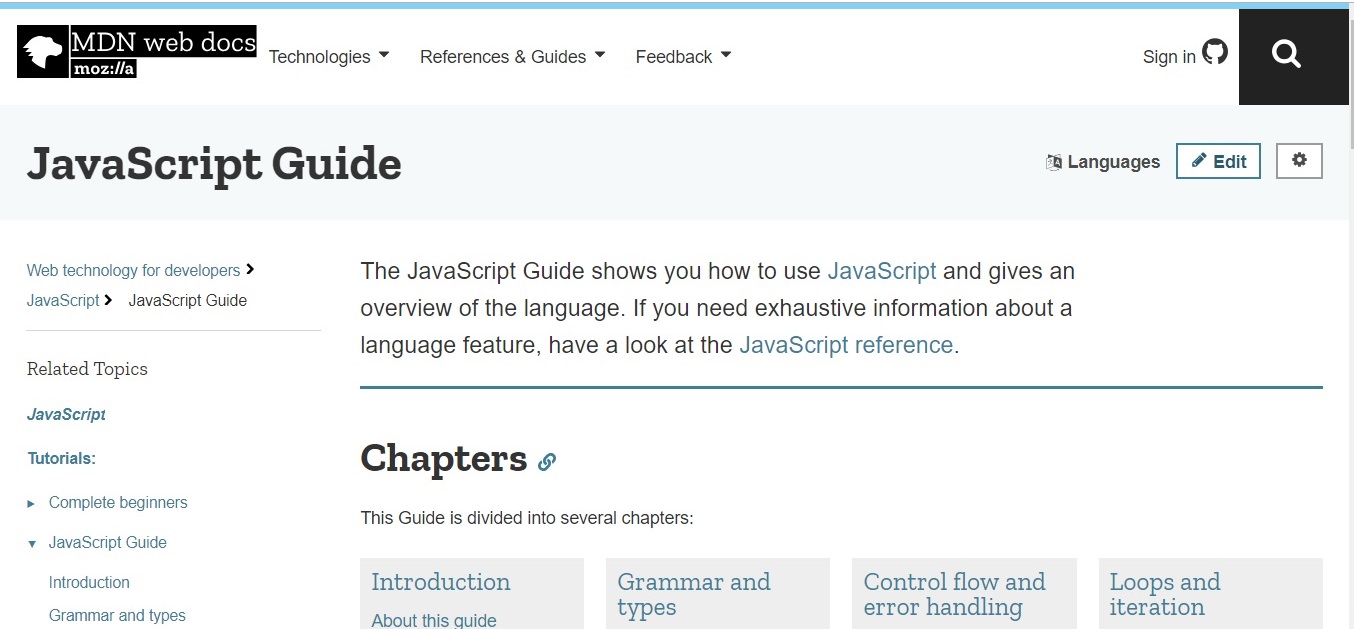 MDN web docs
moz://a
Technologies
References & Guides
Feedback
Sign in
JavaScript Guide
Languages
Edit
Web technology for developers
JavaScript
JavaScript Guide
Related Topics
JavaScript
Tutorials:
Complete beginners
JavaScript Guide
Introduction
Grammar and types
The JavaScript Guide shows you how to use JavaScript and gives an
overview of the language. If you need exhaustive information about a
language feature, have a look at the JavaScript reference.
Chapters
This Guide is divided into several chapters:
Introduction
About this guide
Grammar and
types
Control flow and
error handling
Loops and
iteration